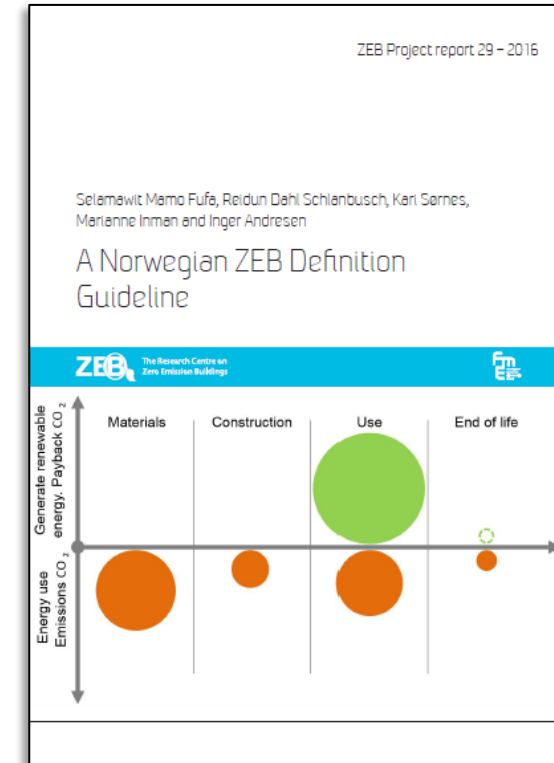 ZEB Project report 29 – 2016
Selamawit Mamo Fufa, Reidun Dahl Schlanbusch, Kari Sørnes,
Marianne Inman and Inger Andresen
A Norwegian ZEB Definition
Guideline
ZEB The Research Centre on
Zero Emission Buildings
fme
Generate renewable
energy. Payback CO₂
Energy use
Emissions CO₂
Materials
Construction
Use
End of life